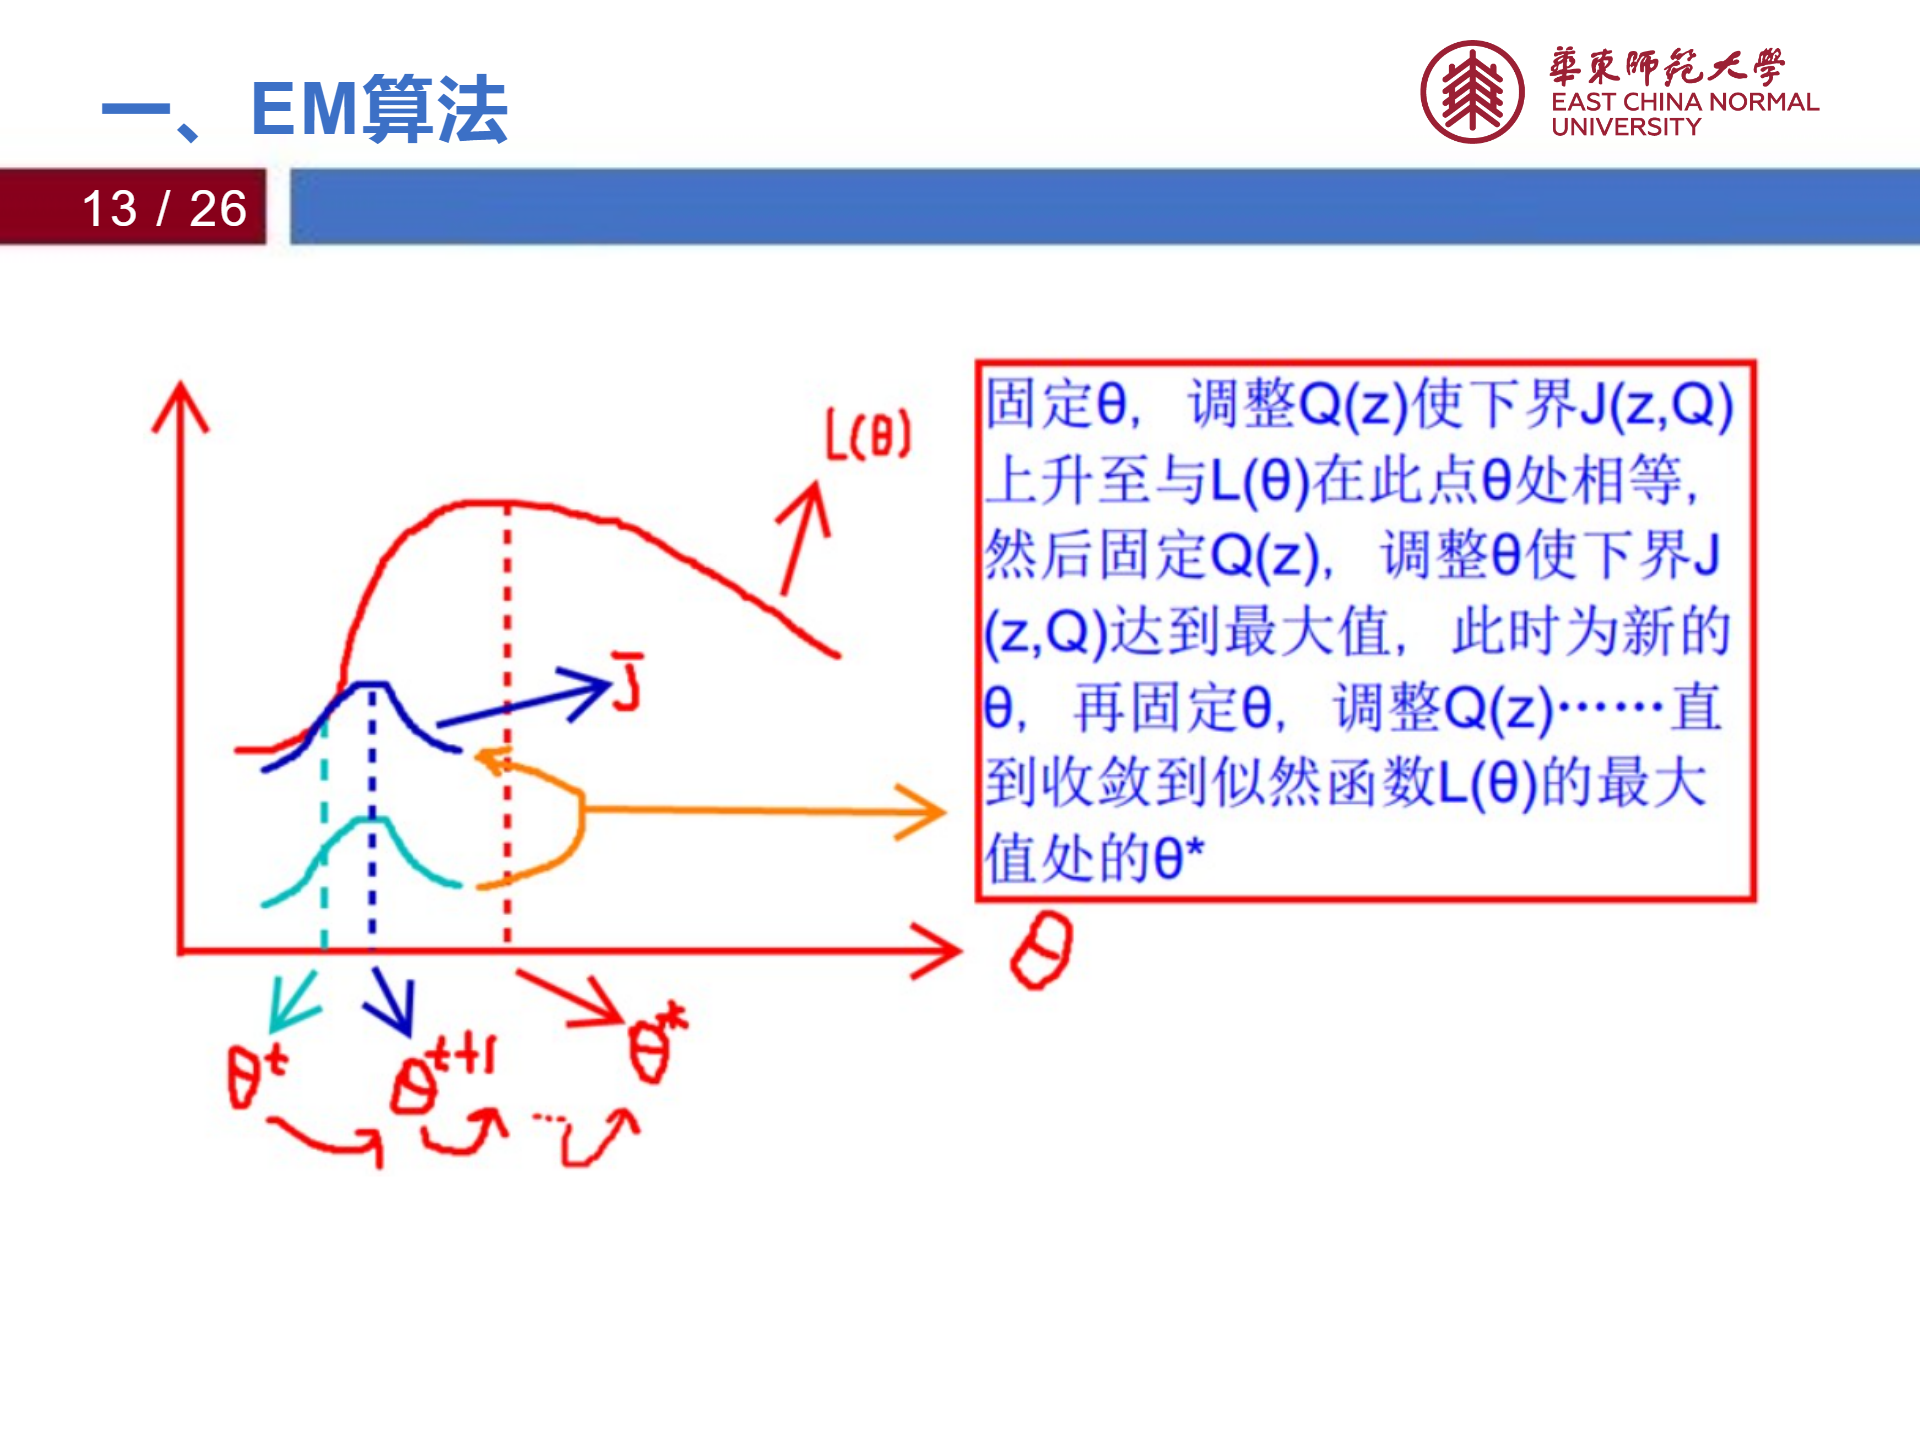 一、EM算法
華東師範大學
EAST CHINA NORMAL
UNIVERSITY
13 / 26
L(θ)
J
θ
θ^t
θ^{t+1}
θ*
...
固定θ，调整Q(z)使下界J(z,Q)
上升至与L(θ)在此点θ处相等，
然后固定Q(z)，调整θ使下界J
(z,Q)达到最大值，此时为新的
θ，再固定θ，调整Q(z)……直
到收敛到似然函数L(θ)的最大
值处的θ*